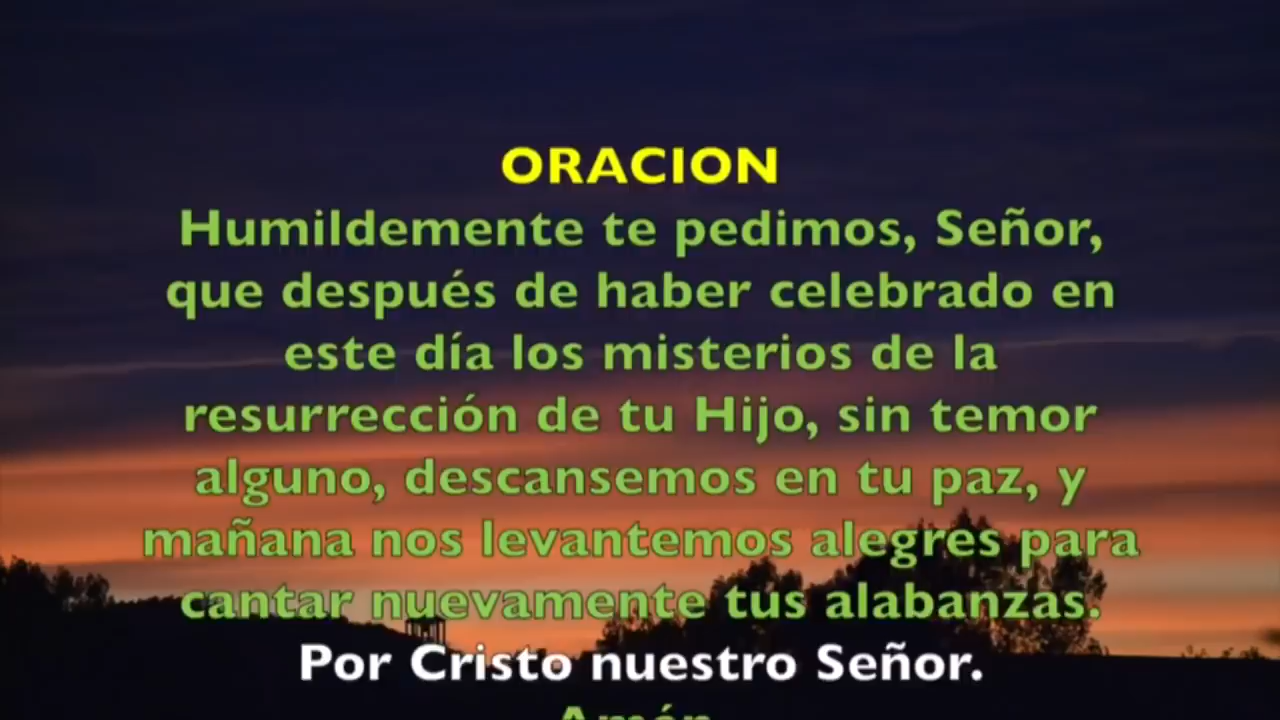 ORACION
Humildemente te pedimos, Señor,
que después de haber celebrado en
este día los misterios de la
resurrección de tu Hijo, sin temor
alguno, descansemos en tu paz, y
mañana nos levantemos alegres para
cantar nuevamente tus alabanzas.
Por Cristo nuestro Señor.
Amén